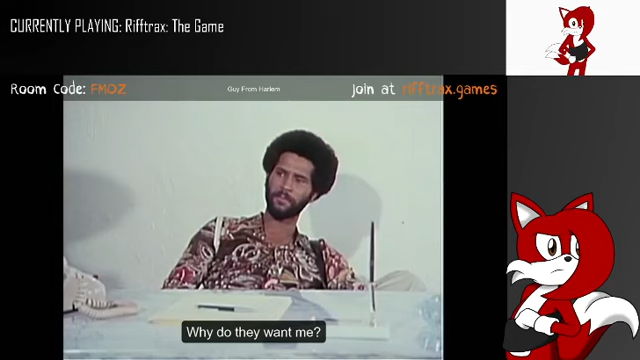 CURRENTLY PLAYING: Rifftrax: The Game
Room Code: FMOZ
Guy From Harlem
join at rifftrax.games
Why do they want me?